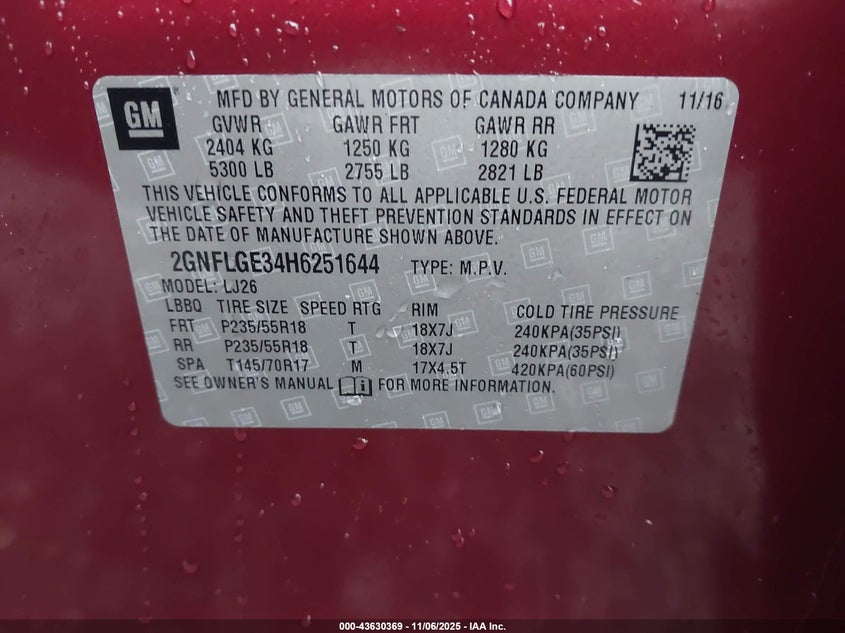 GM
MFD BY GENERAL MOTORS OF CANADA COMPANY 11/16
GVWR GAWR FRT GAWR RR
2404 KG 1250 KG 1280 KG
5300 LB 2755 LB 2821 LB
THIS VEHICLE CONFORMS TO ALL APPLICABLE U.S. FEDERAL MOTOR
VEHICLE SAFETY AND THEFT PREVENTION STANDARDS IN EFFECT ON
THE DATE OF MANUFACTURE SHOWN ABOVE.
2GNFLGE34H6251644 TYPE: M.P.V.
MODEL: LJ26
LBBQ TIRE SIZE SPEED RTG RIM COLD TIRE PRESSURE
FRT P235/55R18 T 18X7J 240KPA(35PSI)
RR P235/55R18 T 18X7J 240KPA(35PSI)
SPA T145/70R17 M 17X4.5T 420KPA(60PSI)
SEE OWNER'S MANUAL FOR MORE INFORMATION.
000-43630369 - 11/06/2025 - IAA Inc.